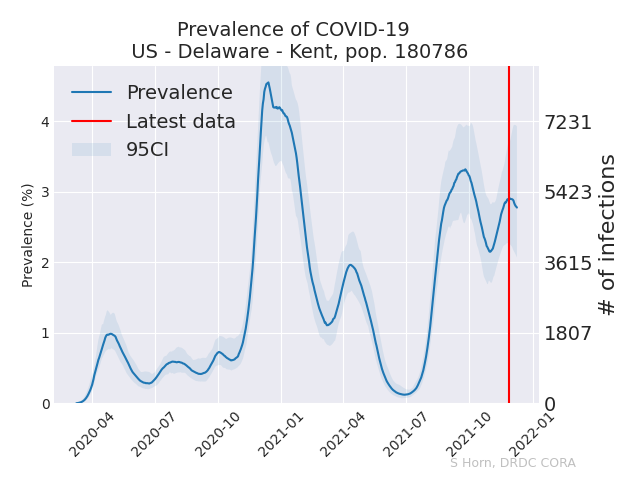 Prevalence of COVID-19
US - Delaware - Kent, pop. 180786
Prevalence
Latest data
95CI
Prevalence (%)
4
3
2
1
0
7231
5423
3615
1807
0
# of infections
2020-04
2020-07
2020-10
2021-01
2021-04
2021-07
2021-10
2022-01
S Horn, DRDC CORA